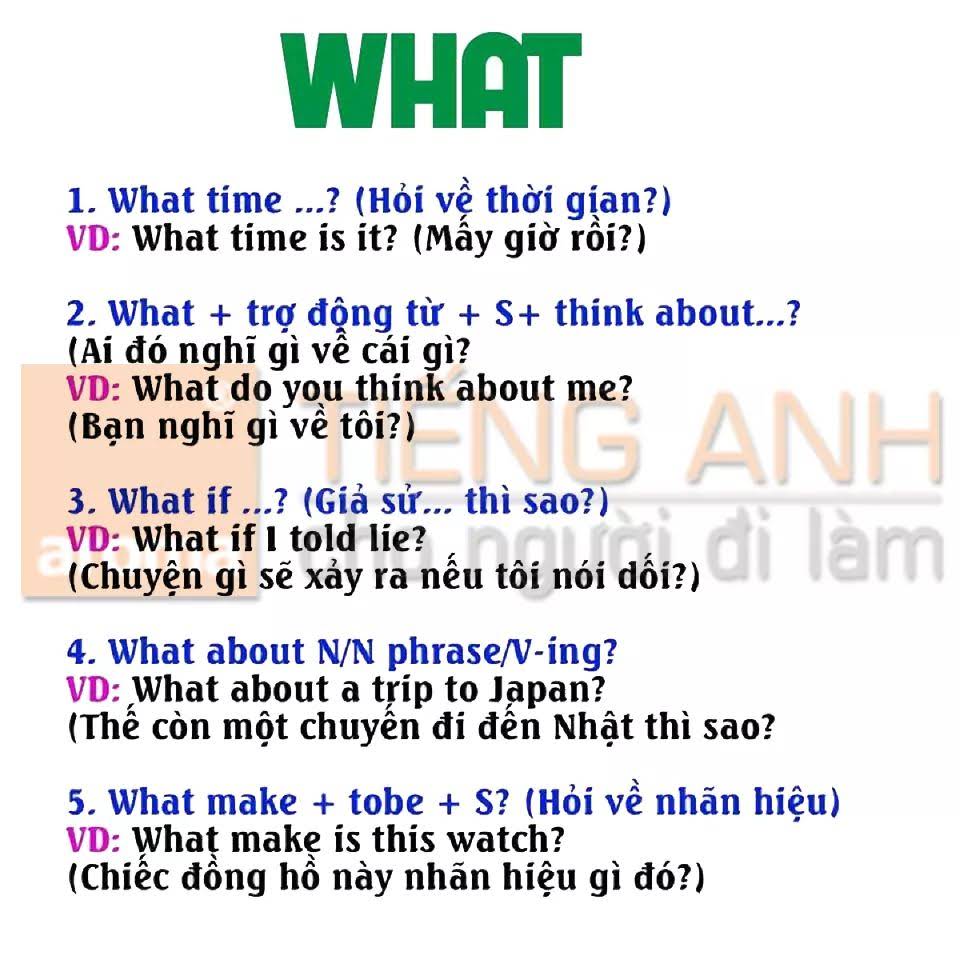 WHAT
1. What time ...? (Hỏi về thời gian?)
VD: What time is it? (Mấy giờ rồi?)
2. What + trợ động từ + S+ think about...?
(Ai đó nghĩ gì về cái gì?
VD: What do you think about me?
(Bạn nghĩ gì về tôi?)
TIẾNG ANH
3. What if ...? (Giả sử... thì sao?)
VD: What if I told lie?
cho người đi làm
aroma
(Chuyện gì sẽ xảy ra nếu tôi nói dối?)
4. What about N/N phrase/V-ing?
VD: What about a trip to Japan?
(Thế còn một chuyến đi đến Nhật thì sao?
5. What make + tobe + S? (Hỏi về nhãn hiệu)
VD: What make is this watch?
(Chiếc đồng hồ này nhãn hiệu gì đó?)